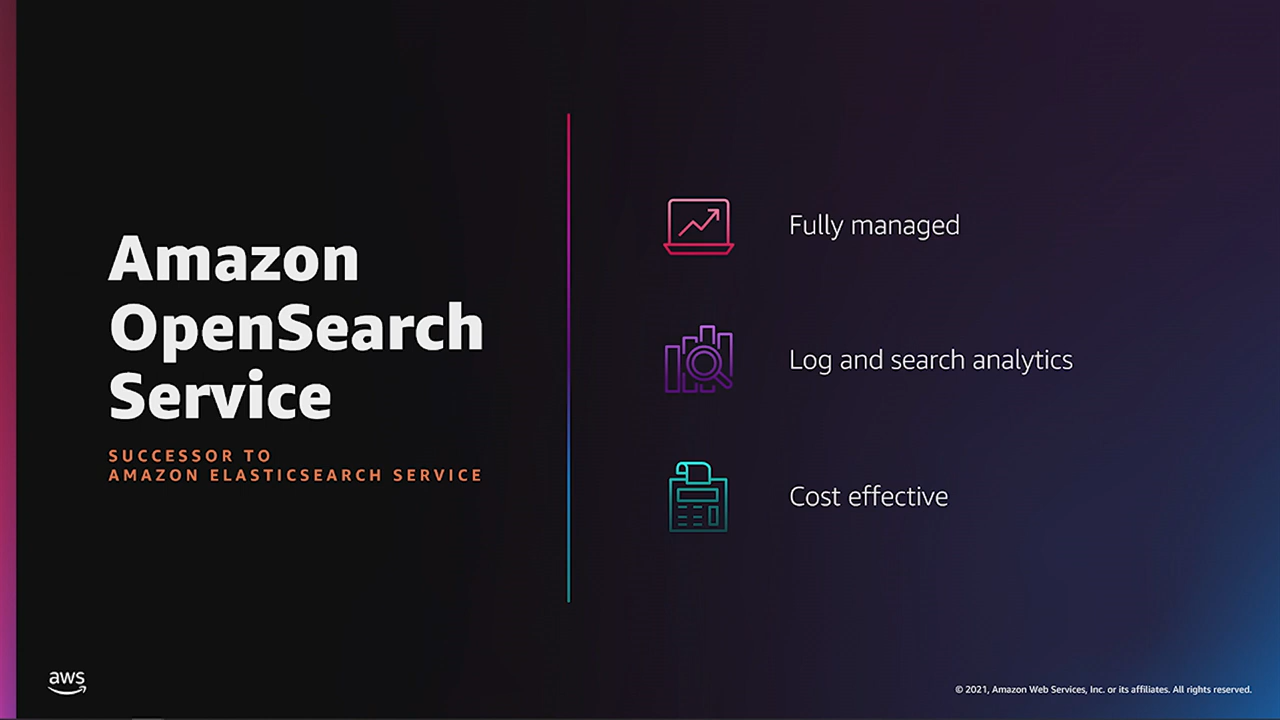 Amazon
OpenSearch
Service
SUCCESSOR TO
AMAZON ELASTICSEARCH SERVICE
Fully managed
Log and search analytics
Cost effective
aws
© 2021, Amazon Web Services, Inc. or its affiliates. All rights reserved.